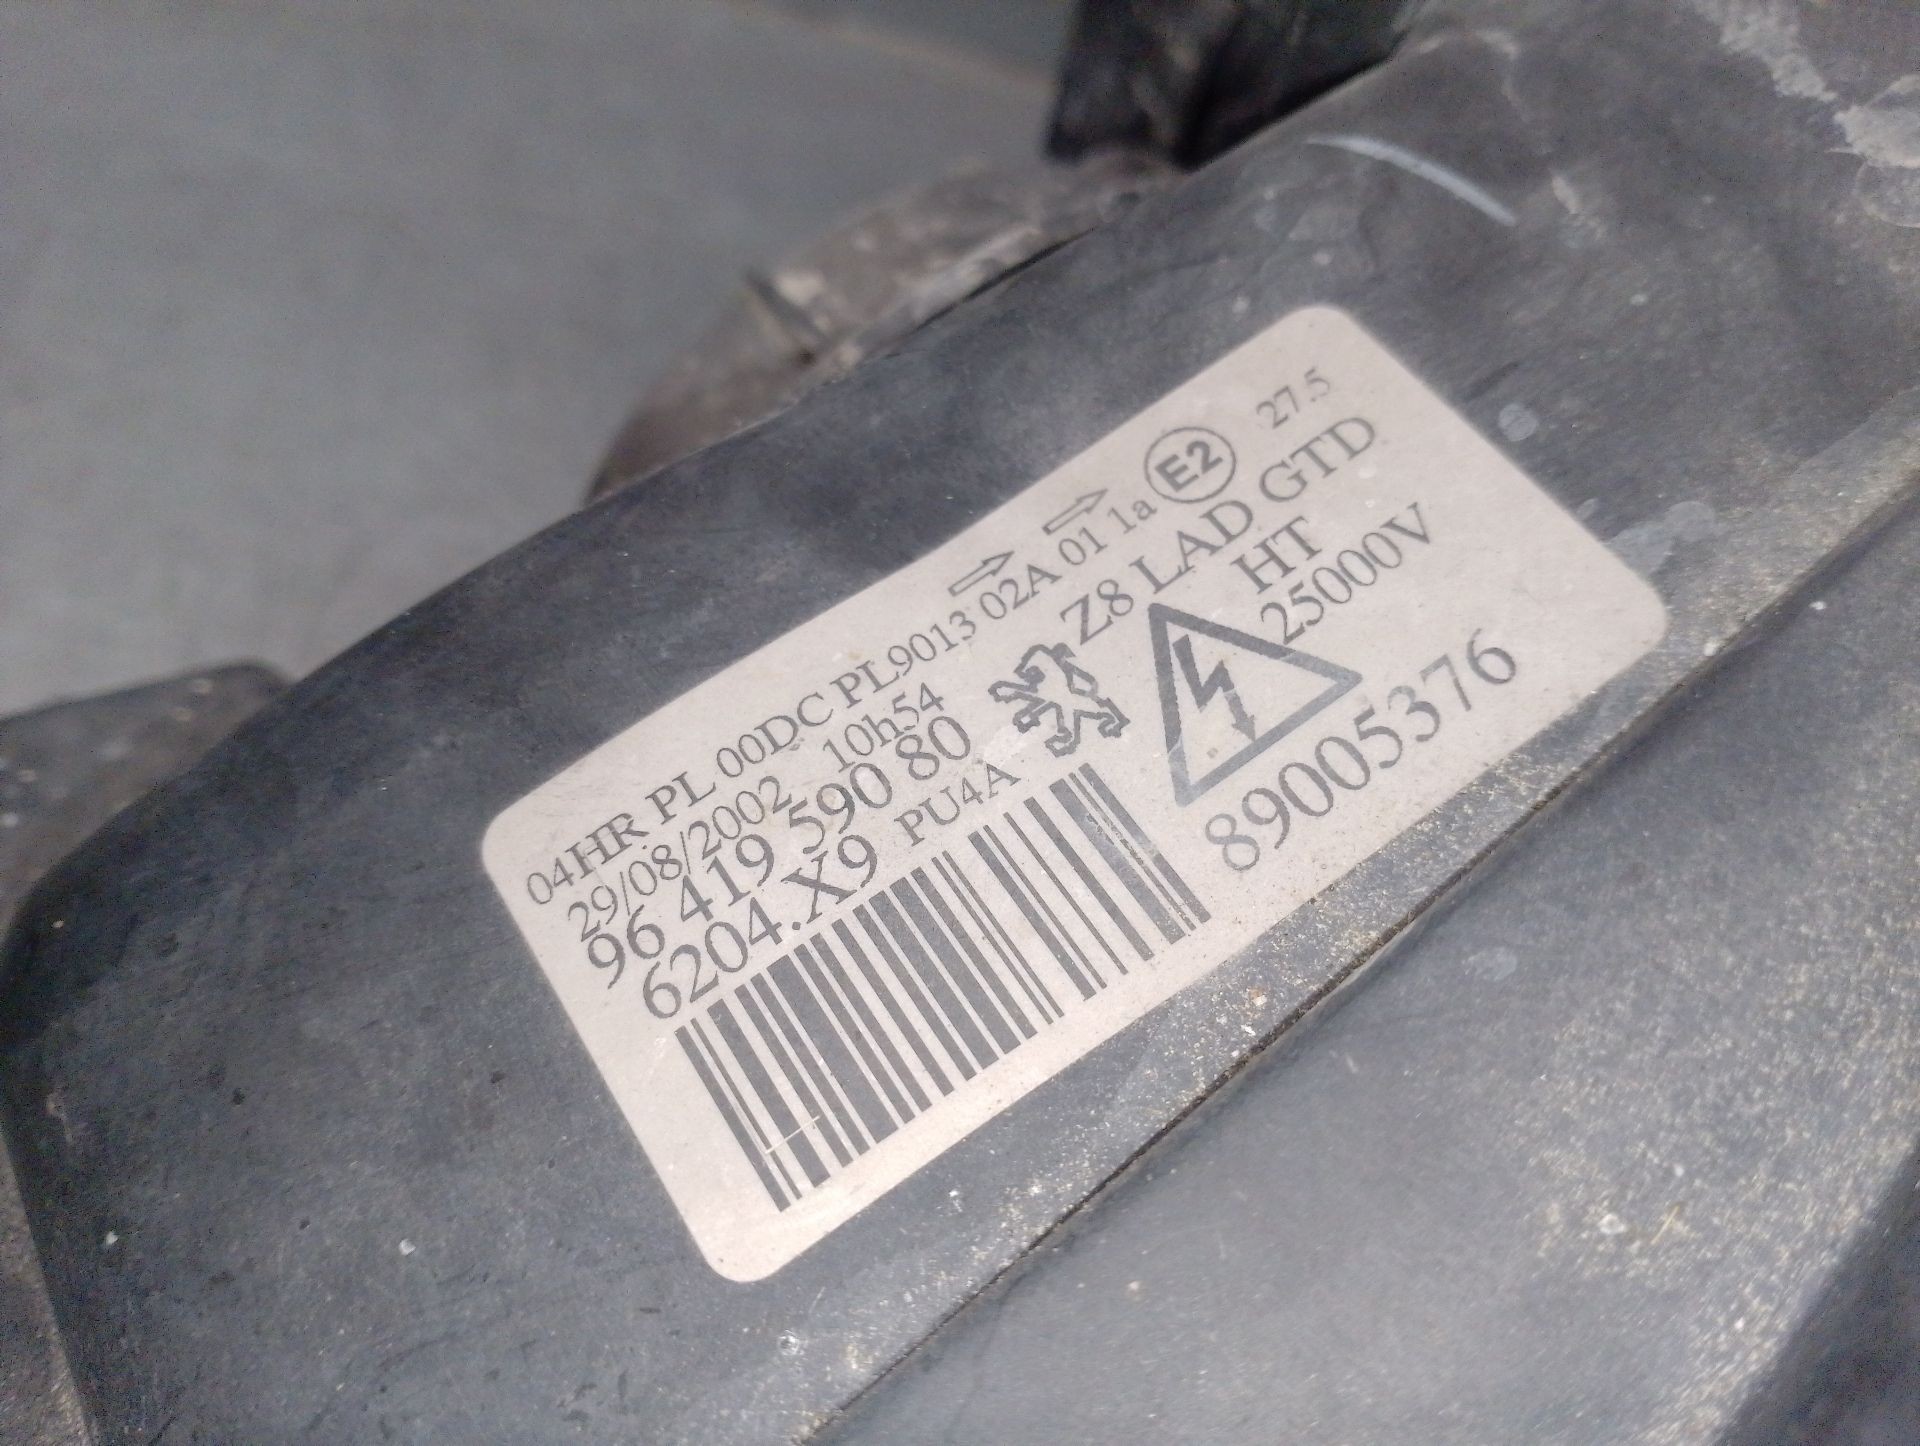 04HR PL 00DC PL9013 02A 01 1a E2 27.5
29/08/2002 10h54
96 419 590 80
6204.X9 PU4A
Z8 LAD GTD
HT
25000V
89005376